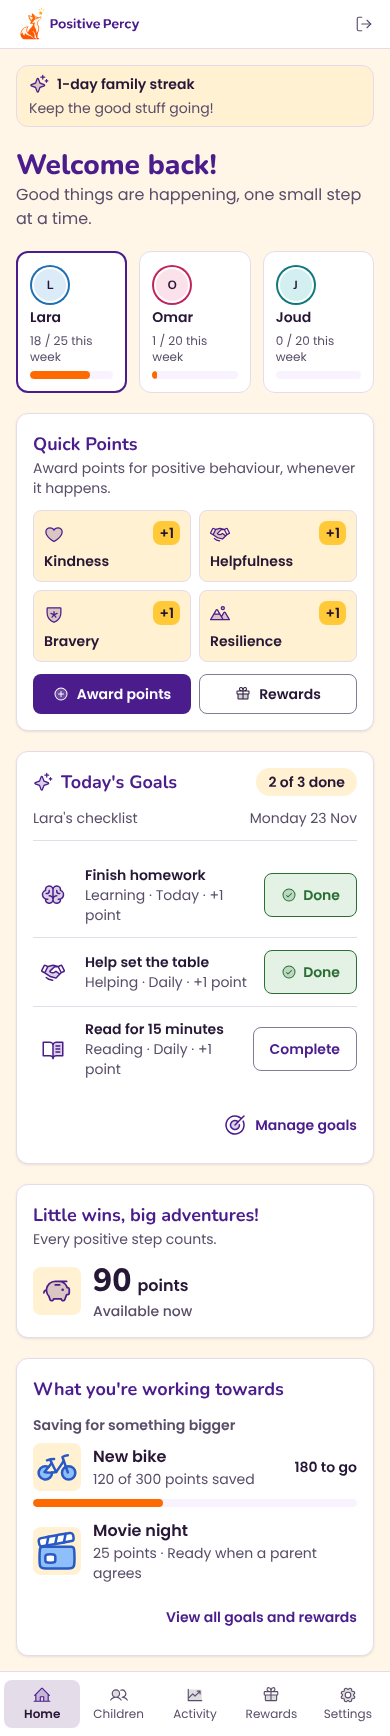 Positive Percy
1-day family streak
Keep the good stuff going!
Welcome back!
Good things are happening, one small step
at a time.
L
Lara
18 / 25 this
week
O
Omar
1 / 20 this
week
J
Joud
0 / 20 this
week
Quick Points
Award points for positive behaviour, whenever
it happens.
+1
Kindness
+1
Helpfulness
+1
Bravery
+1
Resilience
Award points
Rewards
Today's Goals
2 of 3 done
Lara's checklist
Monday 23 Nov
Finish homework
Learning · Today · +1
point
Done
Help set the table
Helping · Daily · +1 point
Done
Read for 15 minutes
Reading · Daily · +1
point
Complete
Manage goals
Little wins, big adventures!
Every positive step counts.
90 points
Available now
What you're working towards
Saving for something bigger
New bike
120 of 300 points saved
180 to go
Movie night
25 points · Ready when a parent
agrees
View all goals and rewards
Home
Children
Activity
Rewards
Settings